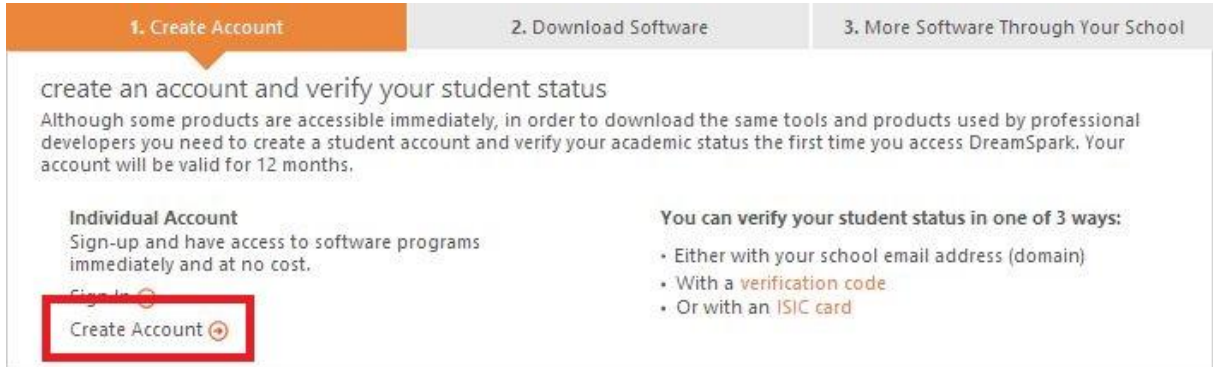 1. Create Account
2. Download Software
3. More Software Through Your School
create an account and verify your student status
Although some products are accessible immediately, in order to download the same tools and products used by professional
developers you need to create a student account and verify your academic status the first time you access DreamSpark. Your
account will be valid for 12 months.
Individual Account
Sign-up and have access to software programs
immediately and at no cost.
Sign In
Create Account
You can verify your student status in one of 3 ways:
• Either with your school email address (domain)
• With a verification code
• Or with an ISIC card